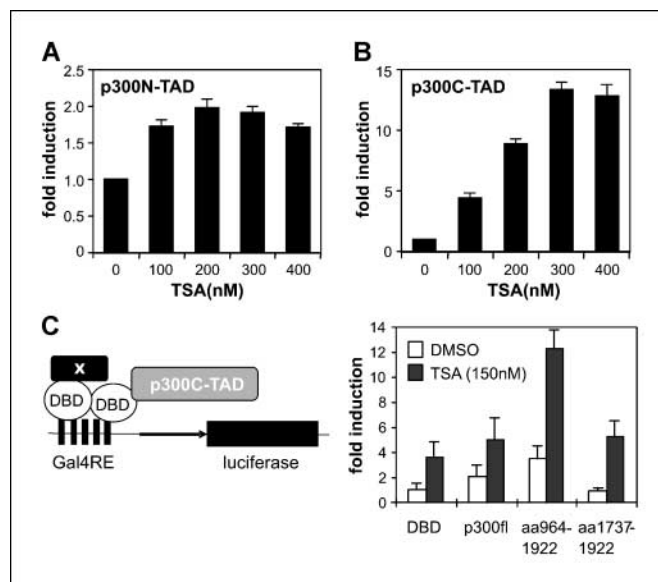 A
p300N-TAD
fold induction
2.5
2.0
1.5
1.0
0.5
0
0 100 200 300 400
TSA(nM)
B
p300C-TAD
fold induction
15
10
5
0
0 100 200 300 400
TSA(nM)
C
x
DBD
DBD
p300C-TAD
Gal4RE
luciferase
fold induction
14
12
10
8
6
4
2
0
DMSO
TSA (150nM)
DBD p300fl aa964- aa1737-
1922 1922